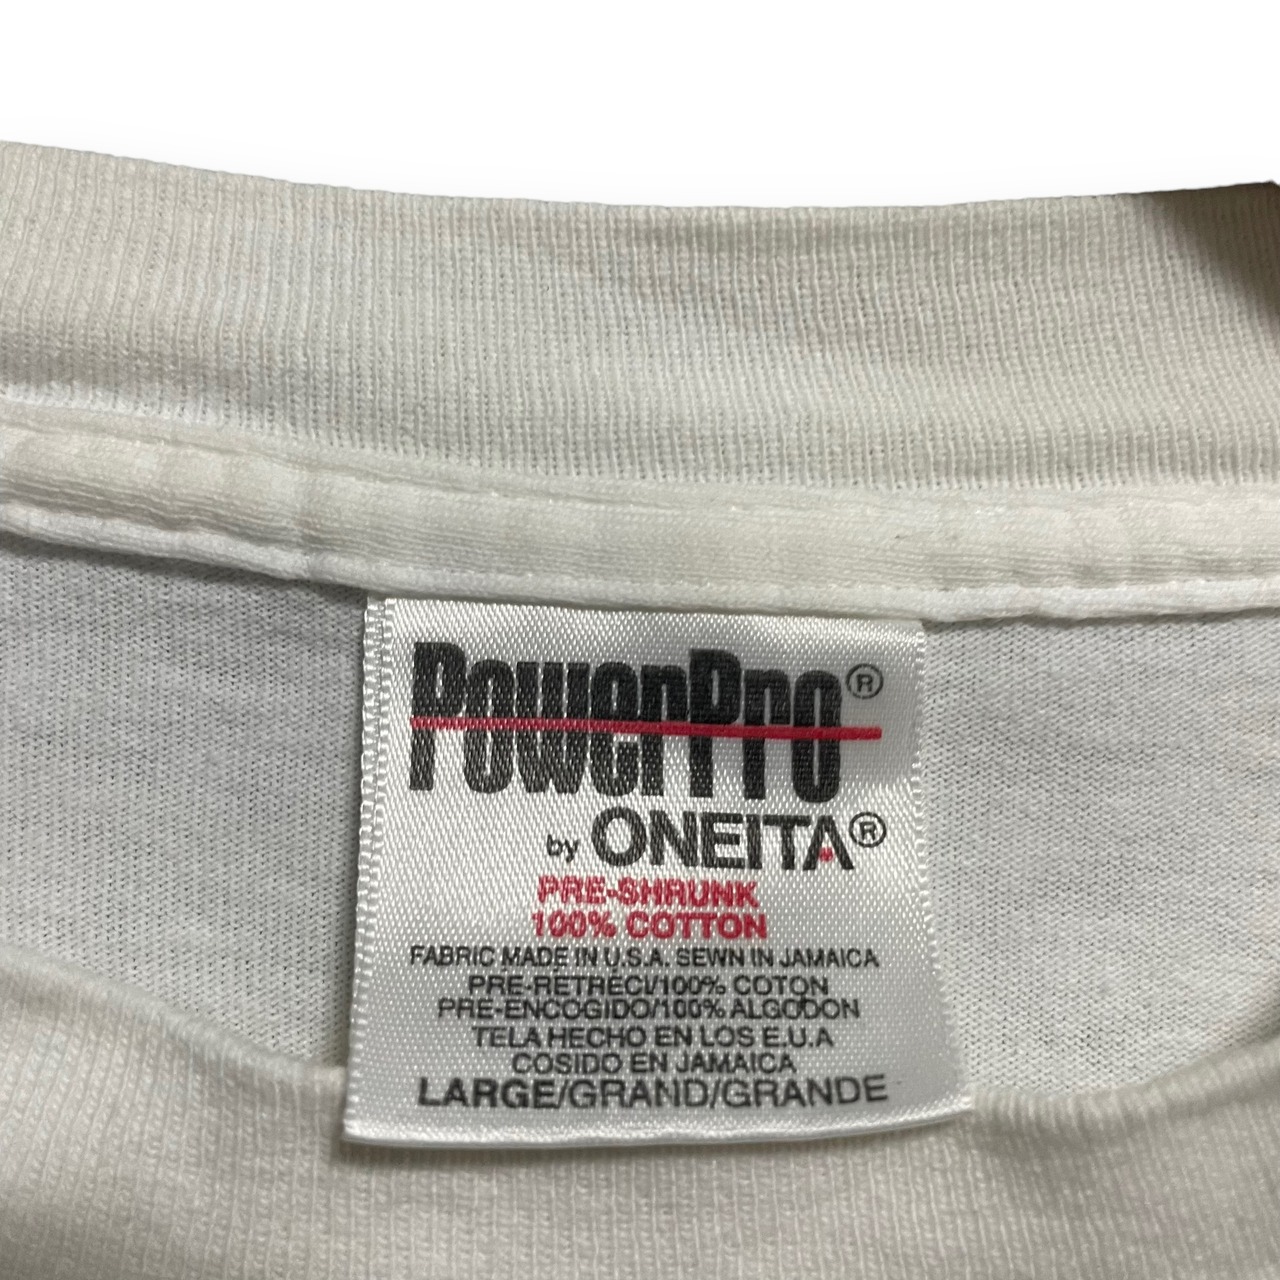 PowerPro®
by ONEITA®
PRE-SHRUNK
100% COTTON
FABRIC MADE IN U.S.A. SEWN IN JAMAICA
PRE-RETRECI/100% COTON
PRE-ENCOGIDO/100% ALGODON
TELA HECHO EN LOS E.U.A
COSIDO EN JAMAICA
LARGE/GRAND/GRANDE